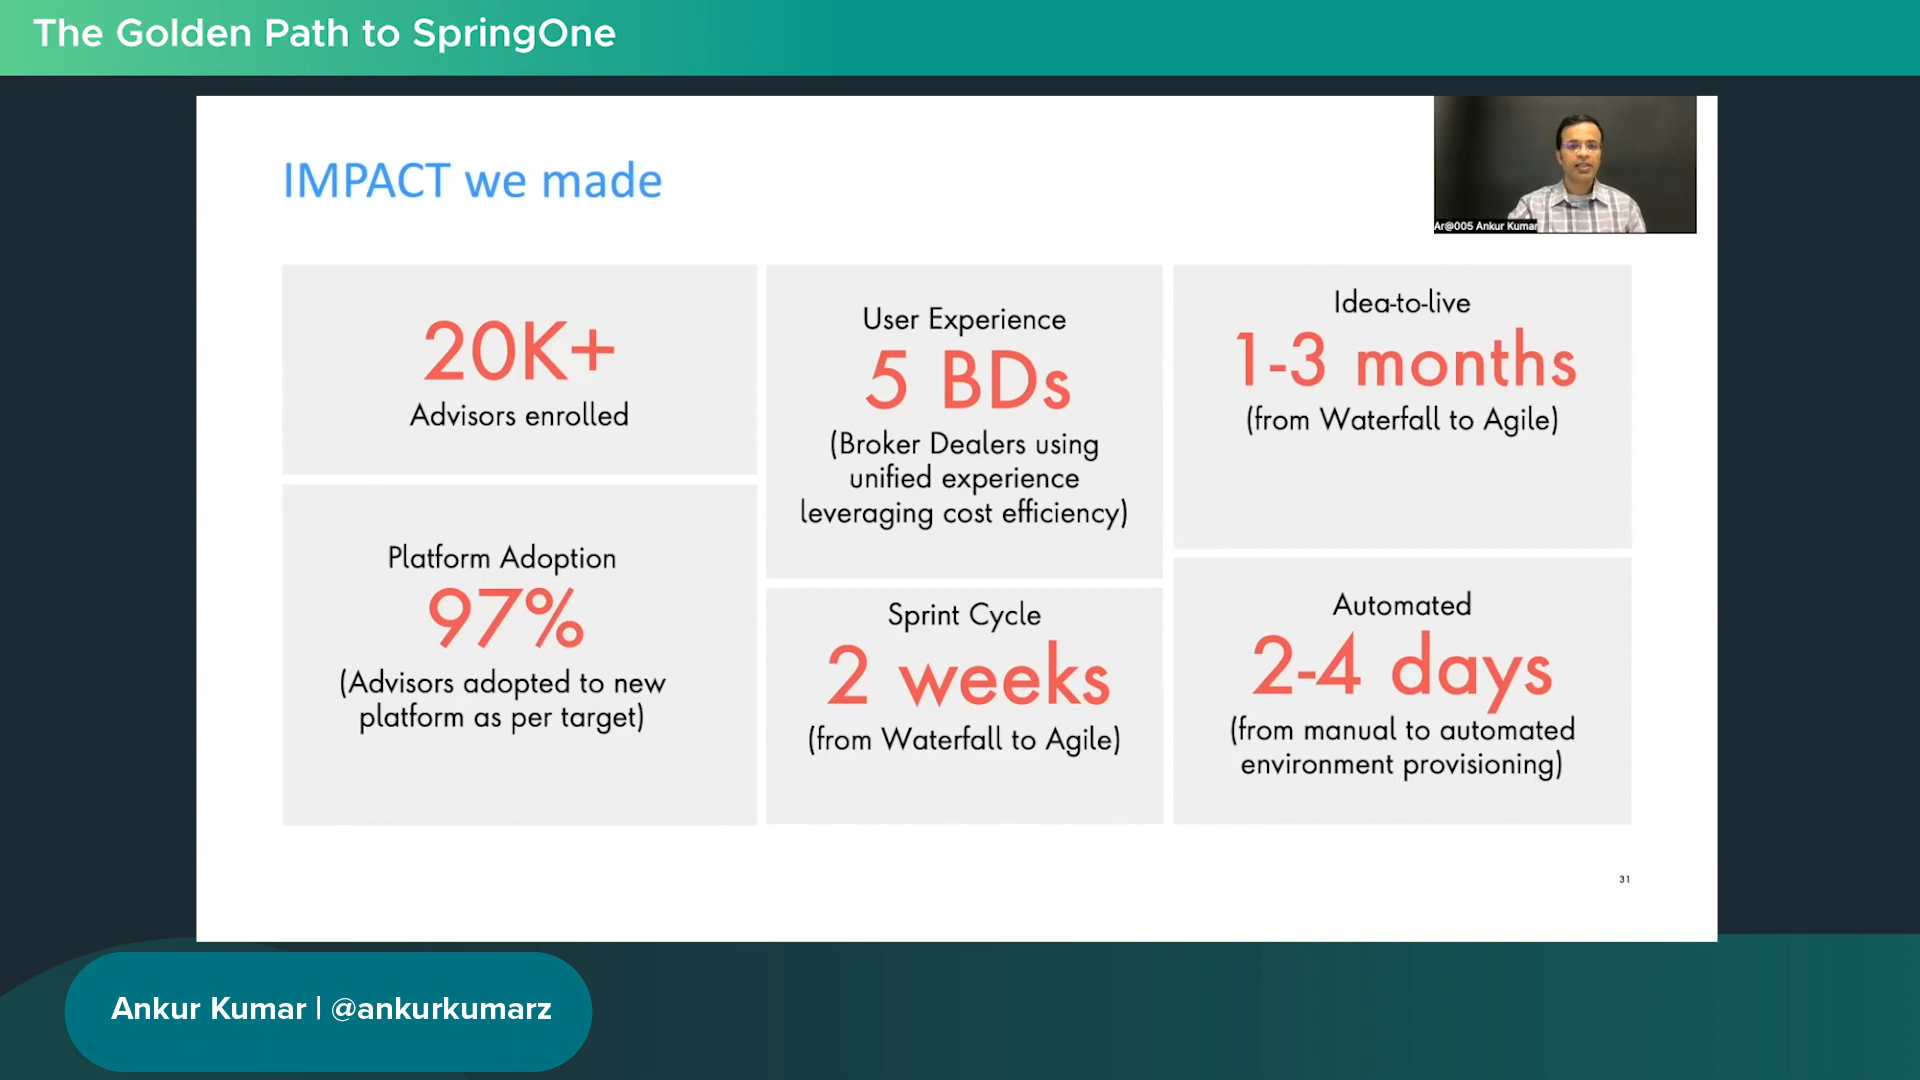 The Golden Path to SpringOne
IMPACT we made
Ar@005 Ankur Kumar
20K+
Advisors enrolled
Platform Adoption
97%
(Advisors adopted to new
platform as per target)
User Experience
5 BDs
(Broker Dealers using
unified experience
leveraging cost efficiency)
Sprint Cycle
2 weeks
(from Waterfall to Agile)
Idea-to-live
1-3 months
(from Waterfall to Agile)
Automated
2-4 days
(from manual to automated
environment provisioning)
31
Ankur Kumar | @ankurkumarz